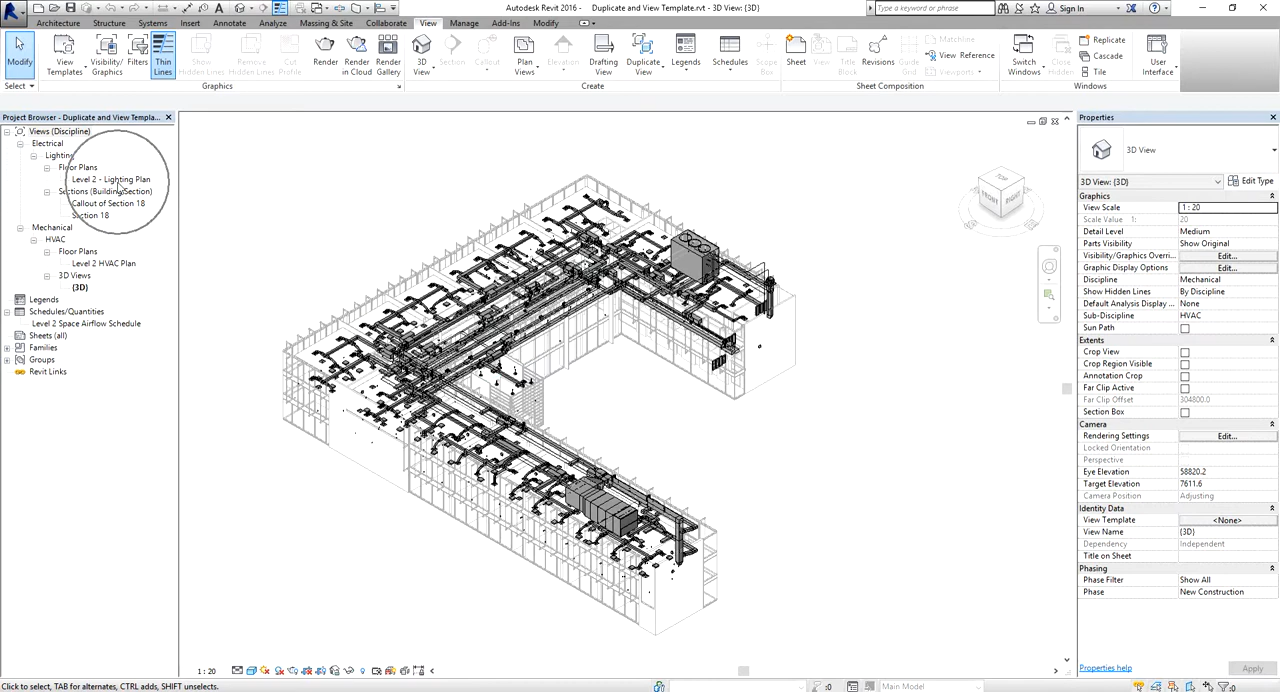 Autodesk Revit 2016 - Duplicate and View Template.rvt - 3D View: {3D}
Type a keyword or phrase
Sign In
Architecture Structure Systems Insert Annotate Analyze Massing & Site Collaborate View Manage Add-Ins Modify
Modify
View Templates
Visibility/ Graphics
Filters
Thin Lines
Show Hidden Lines
Remove Hidden Lines
Cut Profile
Render
Render in Cloud
Render Gallery
3D View
Section
Callout
Plan Views
Elevation
Drafting View
Duplicate View
Legends
Schedules
Scope Box
Sheet
View
Title Block
Revisions
Guide Grid
Matchline
View Reference
Viewports
Switch Windows
Close Hidden
Replicate
Cascade
Tile
User Interface
Select
Graphics
Create
Sheet Composition
Windows
Project Browser - Duplicate and View Templa...
Views (Discipline)
Electrical
Lighting
Floor Plans
Level 2 - Lighting Plan
Sections (Building Section)
Callout of Section 18
Section 18
Mechanical
HVAC
Floor Plans
Level 2 HVAC Plan
3D Views
{3D}
Legends
Schedules/Quantities
Level 2 Space Airflow Schedule
Sheets (all)
Families
Groups
Revit Links
TOP
FRONT
RIGHT
Properties
3D View
3D View: {3D}
Edit Type
Graphics
View Scale 1 : 20
Scale Value 1: 20
Detail Level Medium
Parts Visibility Show Original
Visibility/Graphics Overri... Edit...
Graphic Display Options Edit...
Discipline Mechanical
Show Hidden Lines By Discipline
Default Analysis Display ... None
Sub-Discipline HVAC
Sun Path
Extents
Crop View
Crop Region Visible
Annotation Crop
Far Clip Active
Far Clip Offset 304800.0
Section Box
Camera
Rendering Settings Edit...
Locked Orientation
Perspective
Eye Elevation 58820.2
Target Elevation 7611.6
Camera Position Adjusting
Identity Data
View Template <None>
View Name {3D}
Dependency Independent
Title on Sheet
Phasing
Phase Filter Show All
Phase New Construction
Properties help
Apply
1 : 20
Click to select, TAB for alternates, CTRL adds, SHIFT unselects.
:0
Main Model
:0